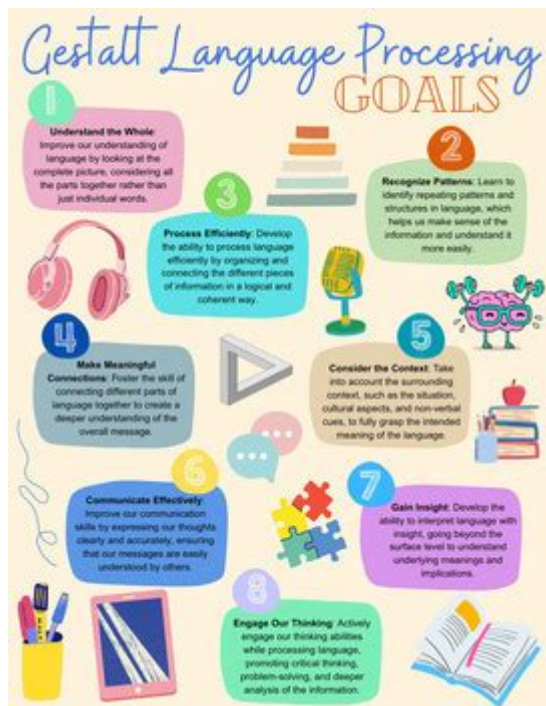 Gestalt Language Processing
GOALS
1
Understand the Whole:
Improve our understanding of
language by looking at the
complete picture, considering all
the parts together rather than
just individual words.
2
Recognize Patterns: Learn to
identify repeating patterns and
structures in language, which
helps us make sense of the
information and understand it
more easily.
3
Process Efficiently: Develop
the ability to process language
efficiently by organizing and
connecting the different pieces
of information in a logical and
coherent way.
4
Make Meaningful
Connections: Foster the skill of
connecting different parts of
language together to create a
deeper understanding of the
overall message.
5
Consider the Context: Take
into account the surrounding
context, such as the situation,
cultural aspects, and non-verbal
cues, to fully grasp the intended
meaning of the language.
6
Communicate Effectively:
Improve our communication
skills by expressing our thoughts
clearly and accurately, ensuring
that our messages are easily
understood by others.
7
Gain Insight: Develop the
ability to interpret language with
insight, going beyond the
surface level to understand
underlying meanings and
implications.
8
Engage Our Thinking: Actively
engage our thinking abilities
while processing language,
promoting critical thinking,
problem-solving, and deeper
analysis of the information.